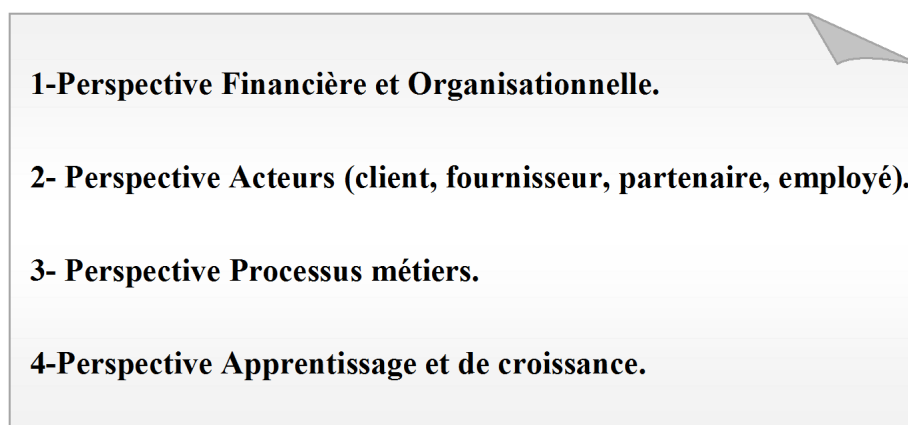 1-Perspective Financière et Organisationnelle.
2- Perspective Acteurs (client, fournisseur, partenaire, employé).
3- Perspective Processus métiers.
4-Perspective Apprentissage et de croissance.